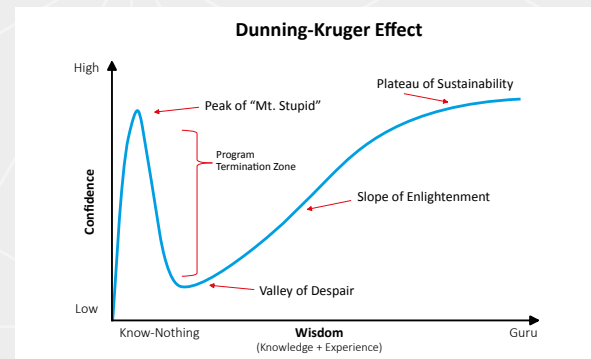 Dunning-Kruger Effect
High
Plateau of Sustainability
Peak of “Mt. Stupid”
Program
Termination Zone
Confidence
Slope of Enlightenment
Valley of Despair
Low
Know-Nothing
Wisdom
Guru
(Knowledge + Experience)